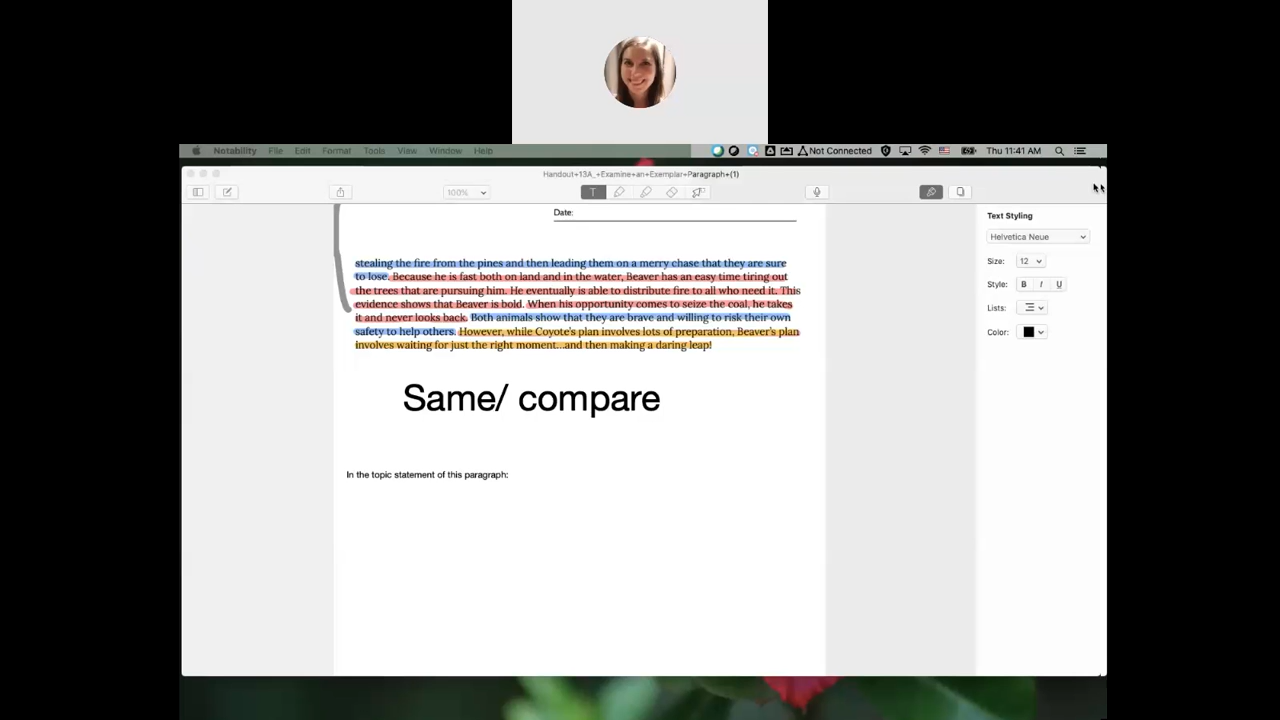 Notability File Edit Format Tools View Window Help Not Connected Thu 11:41 AM
Handout+13A_+Examine+an+Exemplar+Paragraph+(1)
100% T
Date:
Text Styling
Helvetica Neue
Size: 12
Style: B I U
Lists:
Color:
stealing the fire from the pines and then leading them on a merry chase that they are sure
to lose. Because he is fast both on land and in the water, Beaver has an easy time tiring out
the trees that are pursuing him. He eventually is able to distribute fire to all who need it. This
evidence shows that Beaver is bold. When his opportunity comes to seize the coal, he takes
it and never looks back. Both animals show that they are brave and willing to risk their own
safety to help others. However, while Coyote's plan involves lots of preparation, Beaver's plan
involves waiting for just the right moment...and then making a daring leap!
Same/ compare
In the topic statement of this paragraph: